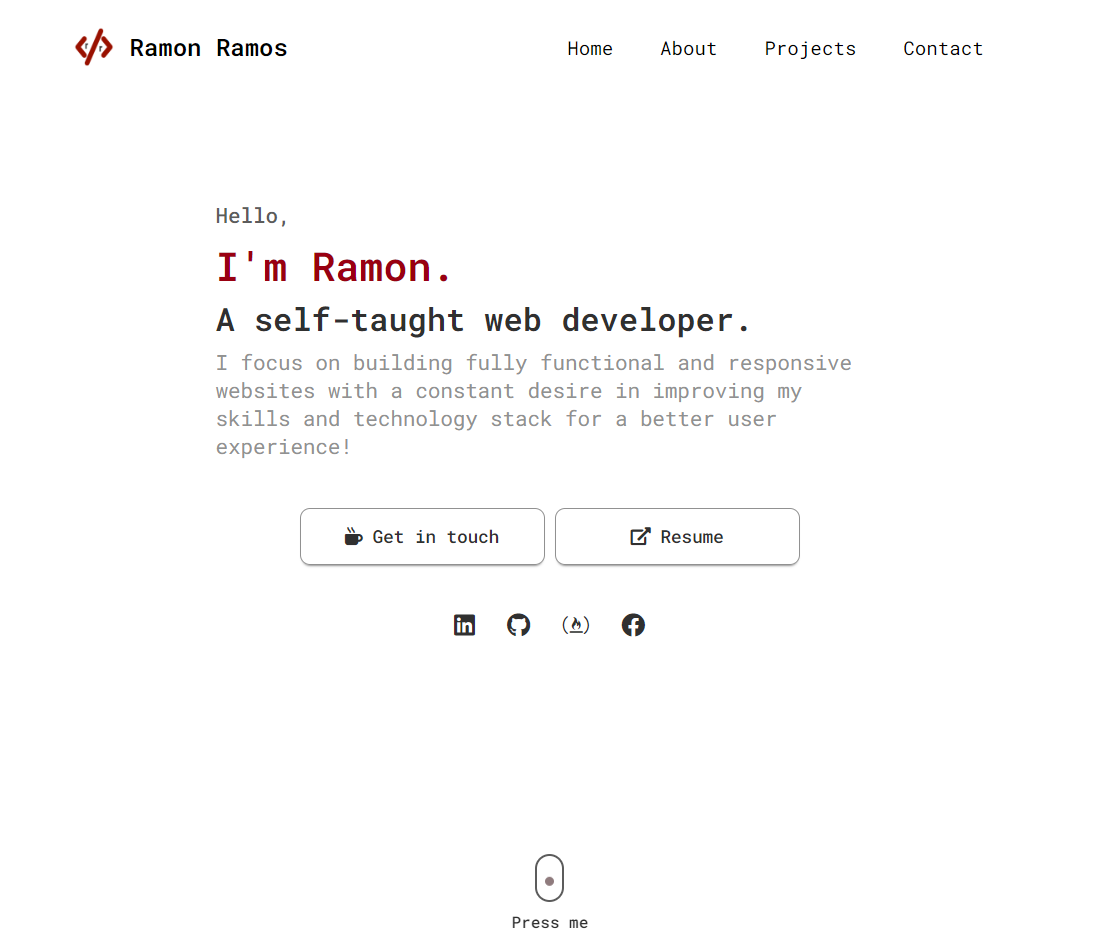 Ramon Ramos
Home About Projects Contact
Hello,
I'm Ramon.
A self-taught web developer.
I focus on building fully functional and responsive
websites with a constant desire in improving my
skills and technology stack for a better user
experience!
Get in touch
Resume
in
Press me